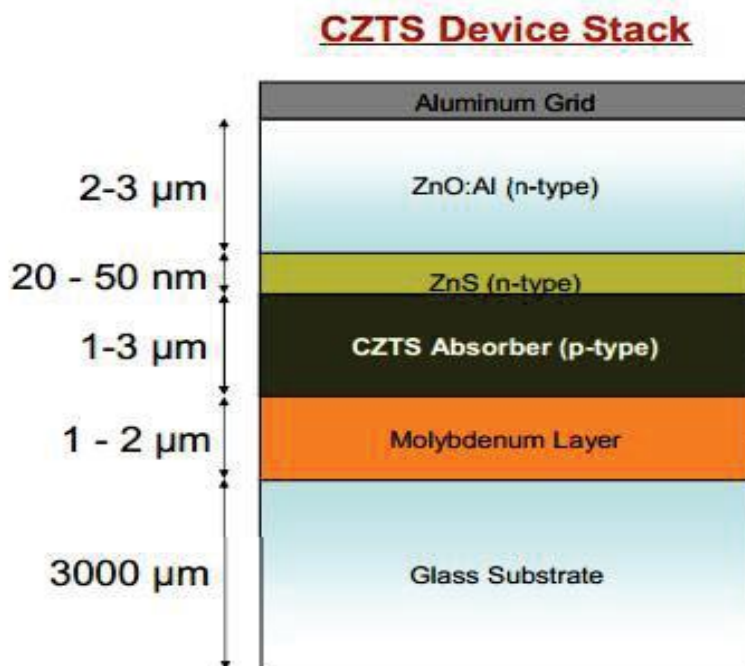 CZTS Device Stack
Aluminum Grid
2-3 µm
ZnO:Al (n-type)
20 - 50 nm
ZnS (n-type)
1-3 µm
CZTS Absorber (p-type)
1 - 2 µm
Molybdenum Layer
3000 µm
Glass Substrate